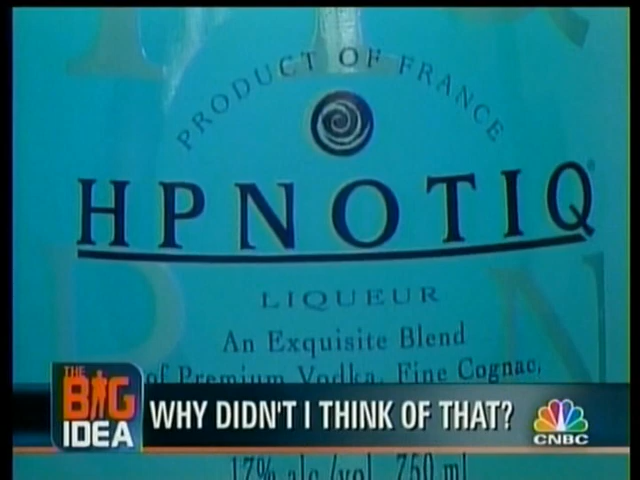 PRODUCT OF FRANCE
HPNOTIQ®
LIQUEUR
An Exquisite Blend
of Premium Vodka, Fine Cognac,
THE
BIG
IDEA
WHY DIDN'T I THINK OF THAT?
CNBC
17% alc/vol 750 ml